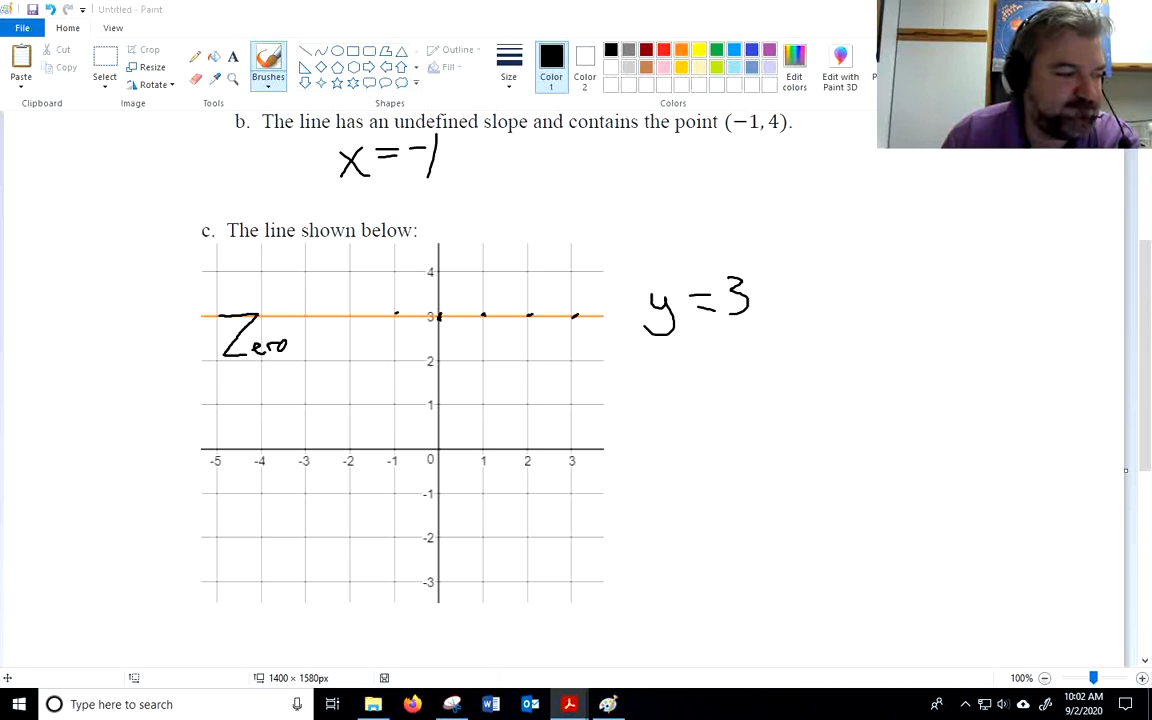 Untitled - Paint
File Home View
Paste Cut Copy Select Crop Resize Rotate Brushes Outline Fill Size Color 1 Color 2 Edit colors Edit with Paint 3D
Clipboard Image Tools Shapes Colors
b. The line has an undefined slope and contains the point (−1, 4).
x = -1
c. The line shown below:
4
3
y = 3
Zero
2
1
-5 -4 -3 -2 -1 0 1 2 3
-1
-2
-3
1400 × 1580px 100%
Type here to search
10:02 AM
9/2/2020